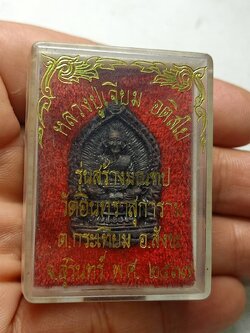 หลวงปู่เจียม อติสโย
รุ่นสร้างมณฑป
วัดอินทราสุการาม
ต.กระเทียม อ.สังขะ
จ.สุรินทร์ พ.ศ.